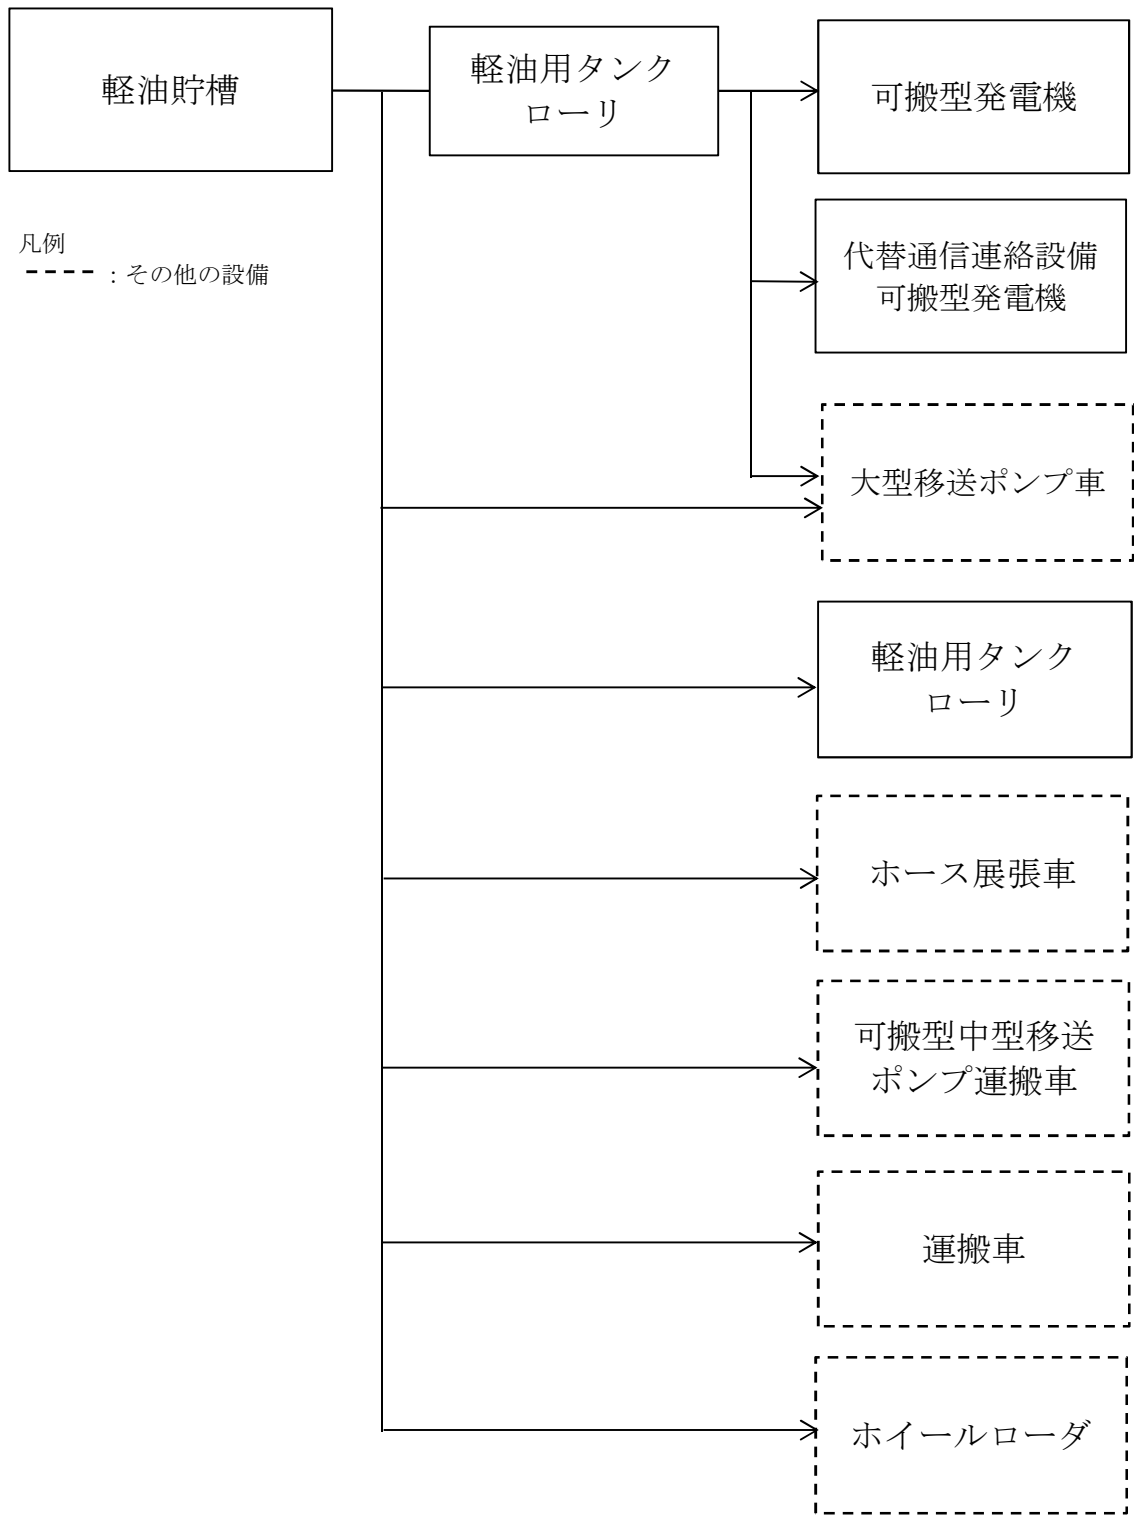 軽油貯槽
軽油用タンク
ローリ
可搬型発電機
凡例
：その他の設備
代替通信連絡設備
可搬型発電機
大型移送ポンプ車
軽油用タンク
ローリ
ホース展張車
可搬型中型移送
ポンプ運搬車
運搬車
ホイールローダ